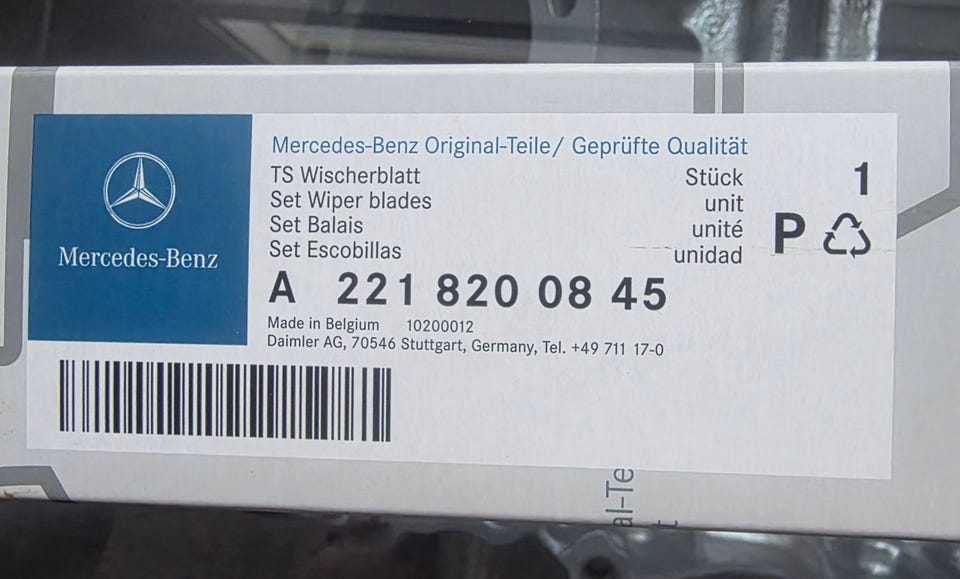 Mercedes-Benz
Mercedes-Benz Original-Teile/ Geprüfte Qualität
TS Wischerblatt
Set Wiper blades
Set Balais
Set Escobillas
Stück
unit
unité
unidad
1
P
A 221 820 08 45
Made in Belgium 10200012
Daimler AG, 70546 Stuttgart, Germany, Tel. +49 711 17-0
al-Te